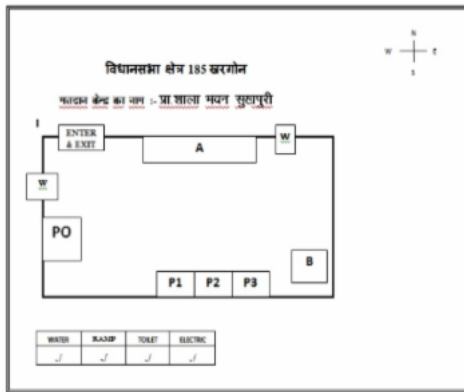 N
W E
S
विधानसभा क्षेत्र 185 खरगोन
मतदान केन्द्र का नाम :- प्रा.शाला भवन सुखपुरी
ENTER
& EXIT
A
W
W
PO
B
P1 P2 P3
WATER RAMP TOILET ELECTRIC
√ √ √ √